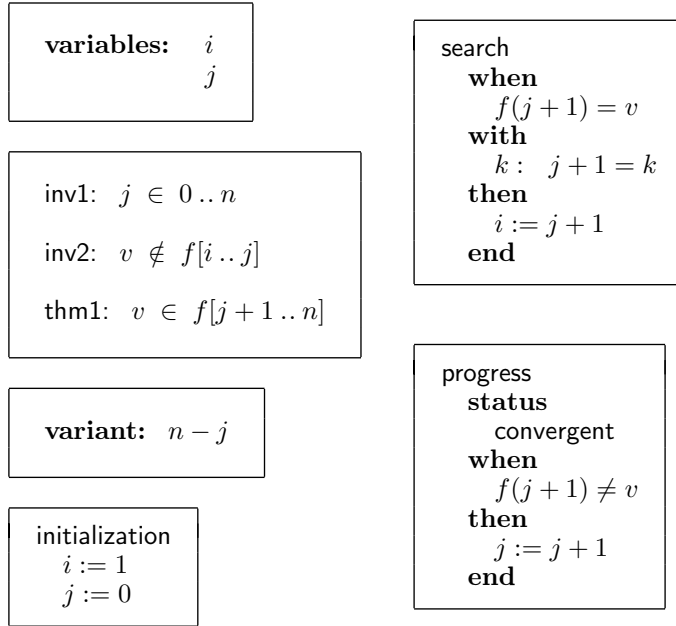 variables: i
j
inv1: j ∈ 0 .. n
inv2: v ∉ f[i .. j]
thm1: v ∈ f[j + 1 .. n]
variant: n − j
initialization
i := 1
j := 0
search
when
f(j + 1) = v
with
k : j + 1 = k
then
i := j + 1
end
progress
status
convergent
when
f(j + 1) ≠ v
then
j := j + 1
end